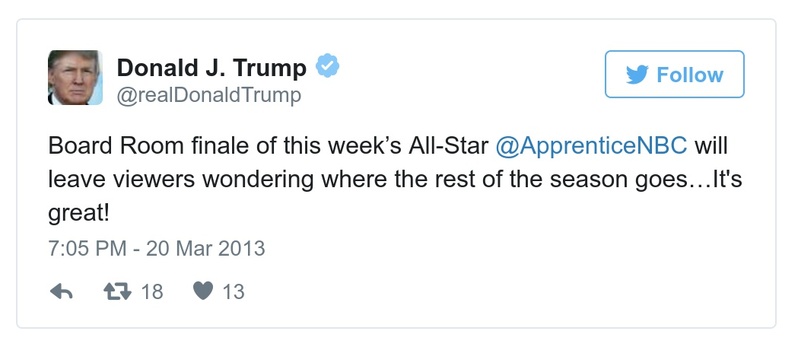 Donald J. Trump
@realDonaldTrump
Follow
Board Room finale of this week’s All-Star @ApprenticeNBC will
leave viewers wondering where the rest of the season goes…It's
great!
7:05 PM - 20 Mar 2013
18 13